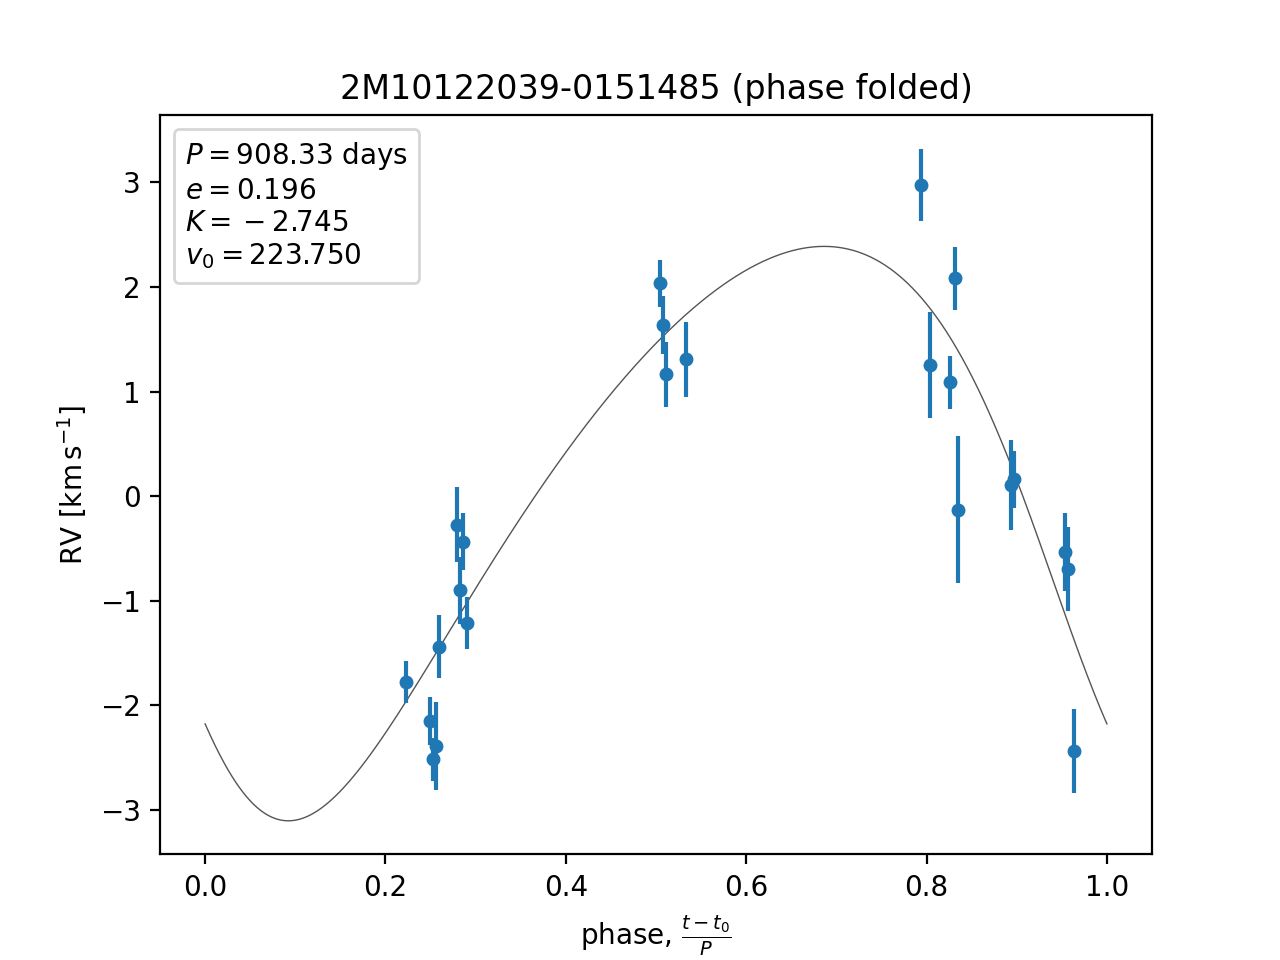 2M10122039-0151485 (phase folded)
P = 908.33 days
e = 0.196
K = −2.745
v₀ = 223.750
3
2
1
0
−1
−2
−3
RV [km s⁻¹]
0.0 0.2 0.4 0.6 0.8 1.0
phase, (t − t₀)/P